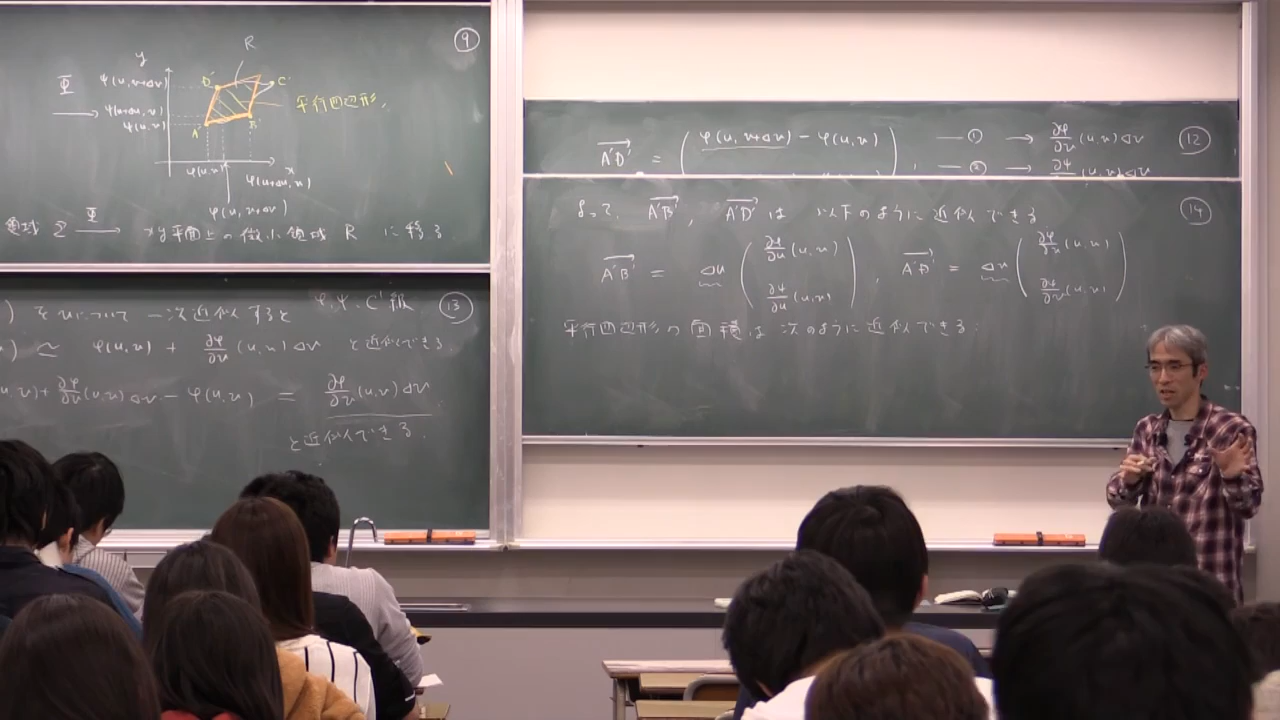 ⑨
R
y
Φ
ψ(u, v+Δv)
D'
C'
ψ(u+Δu, v)
平行四辺形.
ψ(u, v)
A'
B'
φ(u, v)
x
φ(u+Δu, v)
φ(u, v+Δv)
領域 Σ Φ→ xy平面上の微小領域 R に移る
⑬
) を v について 一次近似すると φ, ψ: C¹級
) ≃ φ(u,v) + ∂φ/∂v (u,v) Δv と近似できる.
(u,v) + ∂φ/∂v (u,v) Δv − φ(u,v) = ∂φ/∂v (u,v) Δv
と近似できる.
⑫
A'D' = ( φ(u, v+Δv) − φ(u,v) ) , —① → ∂φ/∂v (u,v) Δv
—② → ∂ψ/∂v (u,v) Δv
⑭
よって, A'B', A'D' は 以下のように近似できる
A'B' = Δu ( ∂φ/∂u (u,v) ∂ψ/∂u (u,v) ) , A'D' = Δv ( ∂φ/∂v (u,v) ∂ψ/∂v (u,v) )
平行四辺形の面積は次のように近似できる: